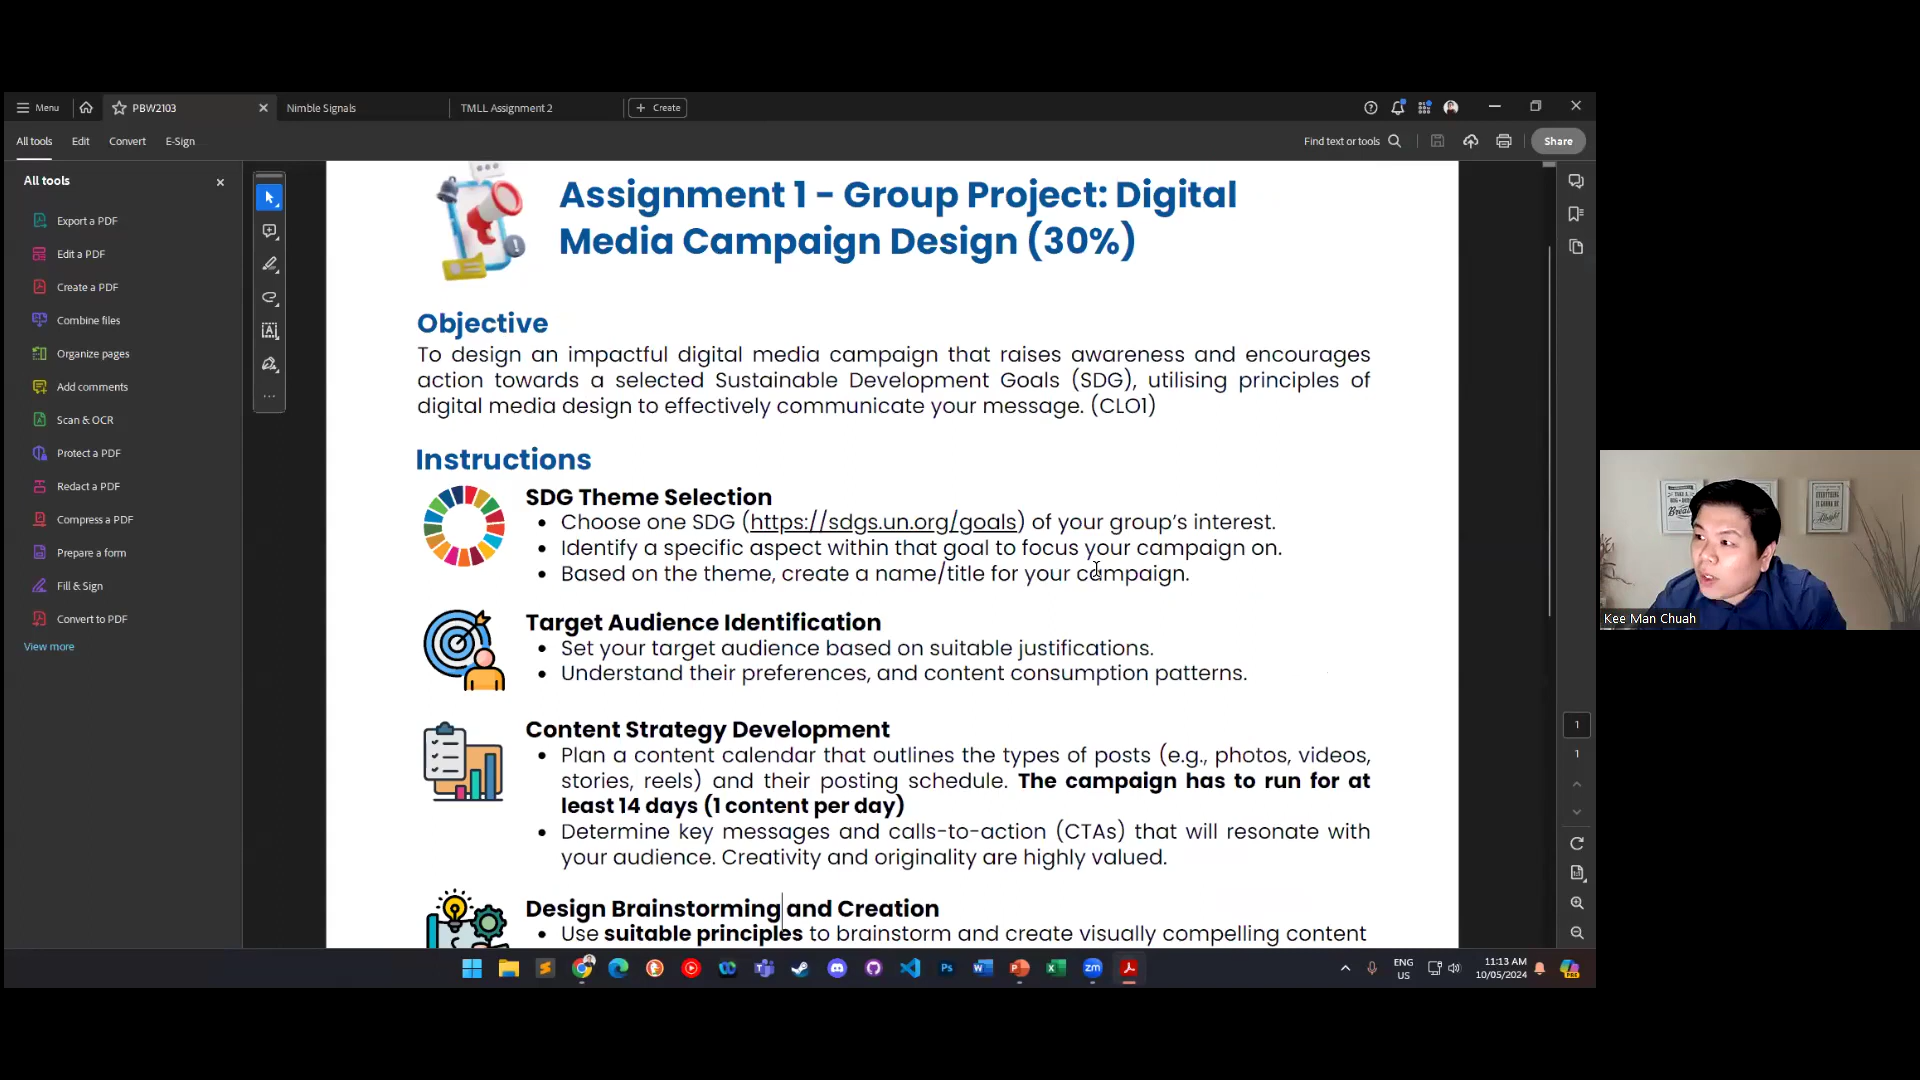 Menu
PBW2103
Nimble Signals
TMLL Assignment 2
Create
All tools
Edit
Convert
E-Sign
Find text or tools
Share
All tools
Export a PDF
Edit a PDF
Create a PDF
Combine files
Organize pages
Add comments
Scan & OCR
Protect a PDF
Redact a PDF
Compress a PDF
Prepare a form
Fill & Sign
Convert to PDF
View more
Assignment 1 - Group Project: Digital
Media Campaign Design (30%)
Objective
To design an impactful digital media campaign that raises awareness and encourages
action towards a selected Sustainable Development Goals (SDG), utilising principles of
digital media design to effectively communicate your message. (CLO1)
Instructions
SDG Theme Selection
• Choose one SDG (https://sdgs.un.org/goals) of your group's interest.
• Identify a specific aspect within that goal to focus your campaign on.
• Based on the theme, create a name/title for your campaign.
Target Audience Identification
• Set your target audience based on suitable justifications.
• Understand their preferences, and content consumption patterns.
Content Strategy Development
• Plan a content calendar that outlines the types of posts (e.g., photos, videos,
stories, reels) and their posting schedule. The campaign has to run for at
least 14 days (1 content per day)
• Determine key messages and calls-to-action (CTAs) that will resonate with
your audience. Creativity and originality are highly valued.
Design Brainstorming and Creation
• Use suitable principles to brainstorm and create visually compelling content
1
1
ENG
US
11:13 AM
10/05/2024
Kee Man Chuah